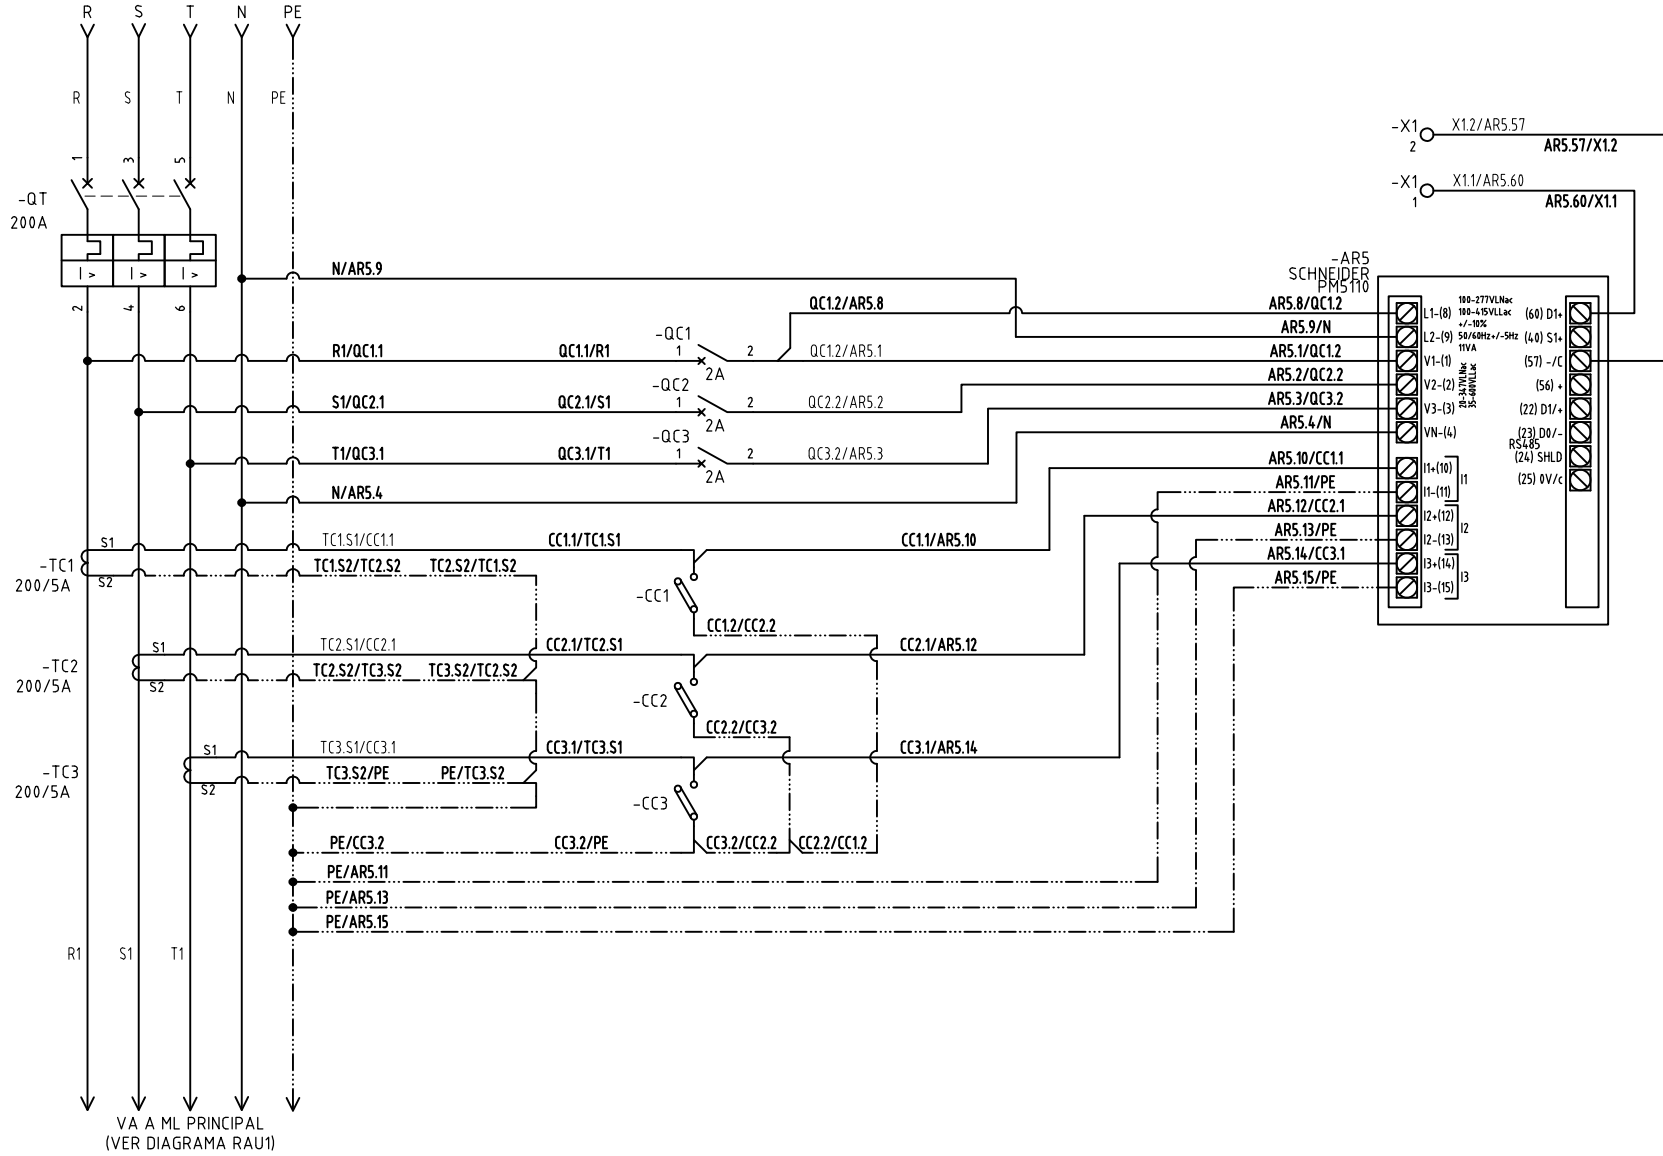 R S T N PE
R S T N PE
1 3 5
-QT
200A
I > I > I >
2 4 6
-X1 X1.2/AR5.57
2 AR5.57/X1.2
-X1 X1.1/AR5.60
1 AR5.60/X1.1
-AR5
SCHNEIDER
PM5110
N/AR5.9
QC1.2/AR5.8 AR5.8/QC1.2
AR5.9/N
-QC1
R1/QC1.1 QC1.1/R1 1 2 QC1.2/AR5.1 AR5.1/QC1.2
2A
-QC2
AR5.2/QC2.2
S1/QC2.1 QC2.1/S1 1 2 QC2.2/AR5.2
2A
AR5.3/QC3.2
AR5.4/N
-QC3
T1/QC3.1 QC3.1/T1 1 2 QC3.2/AR5.3
2A
AR5.10/CC1.1
N/AR5.4
AR5.11/PE
AR5.12/CC2.1
AR5.13/PE
AR5.14/CC3.1
AR5.15/PE
L1-(8)
L2-(9)
V1-(1)
V2-(2)
V3-(3)
VN-(4)
I1+(10)
I1-(11)
I1
I2+(12)
I2-(13)
I2
I3+(14)
I3-(15)
I3
100-277VLNac
100-415VLLac
+/-10%
50/60Hz+/-5Hz
11VA
20-347VLNac
35-600VLLac
(60) D1+
(40) S1+
(57) -/C
(56) +
(22) D1/+
(23) D0/-
RS485
(24) SHLD
(25) 0V/c
S1 TC1.S1/CC1.1 CC1.1/TC1.S1 CC1.1/AR5.10
-TC1
200/5A
S2 TC1.S2/TC2.S2 TC2.S2/TC1.S2
-CC1
CC1.2/CC2.2
S1 TC2.S1/CC2.1 CC2.1/TC2.S1 CC2.1/AR5.12
-TC2
200/5A
S2 TC2.S2/TC3.S2 TC3.S2/TC2.S2
-CC2
CC2.2/CC3.2
S1 TC3.S1/CC3.1 CC3.1/TC3.S1 CC3.1/AR5.14
-TC3
200/5A
S2 TC3.S2/PE PE/TC3.S2
-CC3
PE/CC3.2 CC3.2/PE CC3.2/CC2.2 CC2.2/CC1.2
PE/AR5.11
PE/AR5.13
PE/AR5.15
R1 S1 T1
VA A ML PRINCIPAL
(VER DIAGRAMA RAU1)